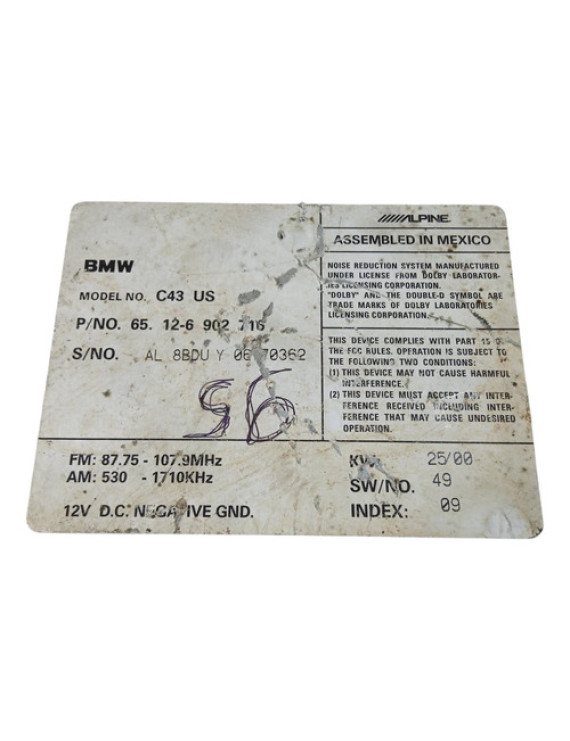 ALPINE
ASSEMBLED IN MEXICO
BMW
MODEL NO. C43 US
P/NO. 65. 12-6 902 716
S/NO. AL 8BDU Y 06 70362
NOISE REDUCTION SYSTEM MANUFACTURED
UNDER LICENSE FROM DOLBY LABORATOR-
IES LICENSING CORPORATION.
"DOLBY" AND THE DOUBLE-D SYMBOL ARE
TRADE MARKS OF DOLBY LABORATORIES
LICENSING CORPORATION.
THIS DEVICE COMPLIES WITH PART 15 O
THE FCC RULES. OPERATION IS SUBJECT TO
THE FOLLOWING TWO CONDITIONS:
(1) THIS DEVICE MAY NOT CAUSE HARMFUL
INTERFERENCE.
(2) THIS DEVICE MUST ACCEPT ANY INTER-
FERENCE RECEIVED INCLUDING INTER-
FERENCE THAT MAY CAUSE UNDESIRED
OPERATION.
FM: 87.75 - 107.9MHz
AM: 530 - 1710KHz
12V D.C. NEGATIVE GND.
25/00
SW/NO. 49
INDEX: 09